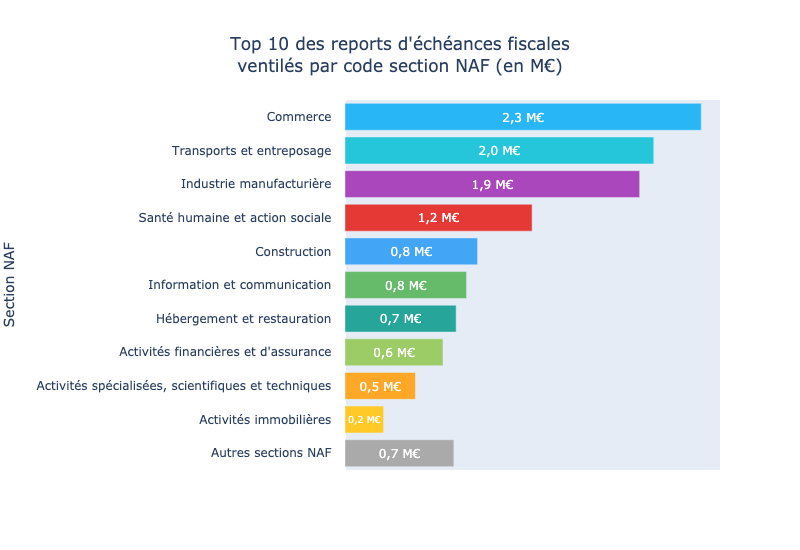 Top 10 des reports d'échéances fiscales
ventilés par code section NAF (en M€)
Section NAF
Commerce 2,3 M€
Transports et entreposage 2,0 M€
Industrie manufacturière 1,9 M€
Santé humaine et action sociale 1,2 M€
Construction 0,8 M€
Information et communication 0,8 M€
Hébergement et restauration 0,7 M€
Activités financières et d'assurance 0,6 M€
Activités spécialisées, scientifiques et techniques 0,5 M€
Activités immobilières 0,2 M€
Autres sections NAF 0,7 M€